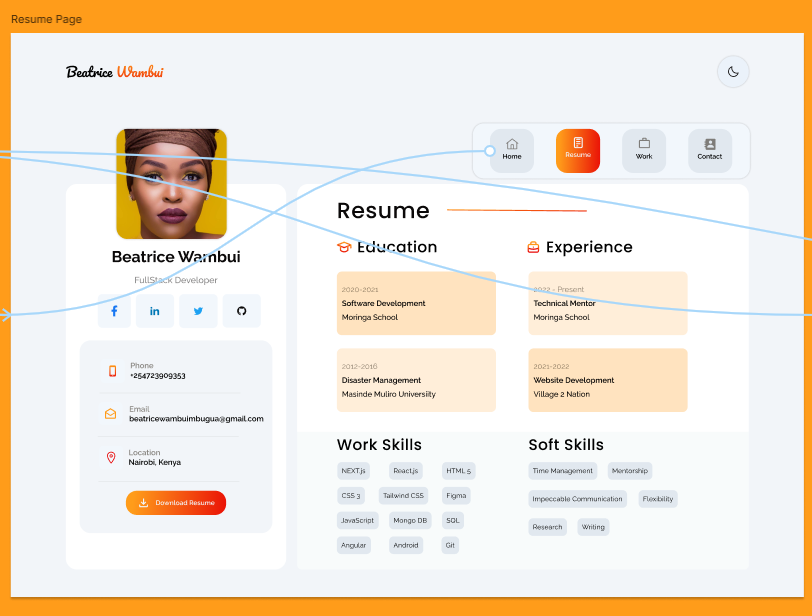 Resume Page
Beatrice Wambui
Home
Resume
Work
Contact
Beatrice Wambui
FullStack Developer
Phone
+254723909353
Email
beatricewambuimbugua@gmail.com
Location
Nairobi, Kenya
Download Resume
Resume
Education
2020-2021
Software Development
Moringa School
2012-2016
Disaster Management
Masinde Muliro Universiity
Experience
2022 - Present
Technical Mentor
Moringa School
2021-2022
Website Development
Village 2 Nation
Work Skills
NEXT.js React.js HTML 5
CSS 3 Tailwind CSS Figma
JavaScript Mongo DB SQL
Angular Android Git
Soft Skills
Time Management Mentorship
Impeccable Communication Flexibility
Research Writing